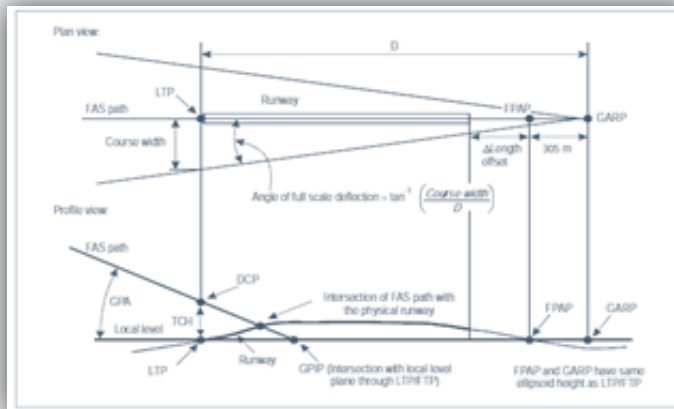 Plan view:
D
LTP
Runway
FPAP
GARP
FAS path
Course width
ΔLength
offset
305 m
Angle of full scale deflection = tan⁻¹ (Course width / D)
Profile view:
FAS path
DCP
GPA
Intersection of FAS path with
the physical runway
TCH
FPAP
GARP
Local level
LTP
Runway
GPIP (Intersection with local level
plane through LTP/FTP)
FPAP and GARP have same
ellipsoid height as LTP/FTP